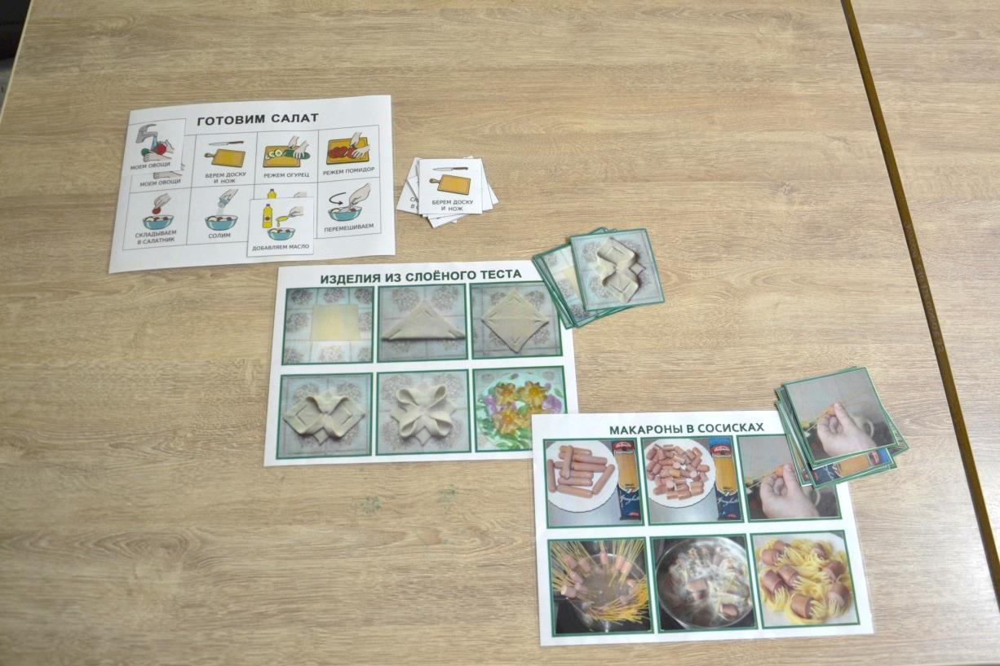 ГОТОВИМ САЛАТ
МОЕМ ОВОЩИ
МОЕМ ОВОЩИ
БЕРЕМ ДОСКУ
И НОЖ
РЕЖЕМ ОГУРЕЦ
РЕЖЕМ ПОМИДОР
СКЛАДЫВАЕМ
В САЛАТНИК
СОЛИМ
ДОБАВЛЯЕМ МАСЛО
ПЕРЕМЕШИВАЕМ
БЕРЕМ ДОСКУ
И НОЖ
ИЗДЕЛИЯ ИЗ СЛОЁНОГО ТЕСТА
МАКАРОНЫ В СОСИСКАХ